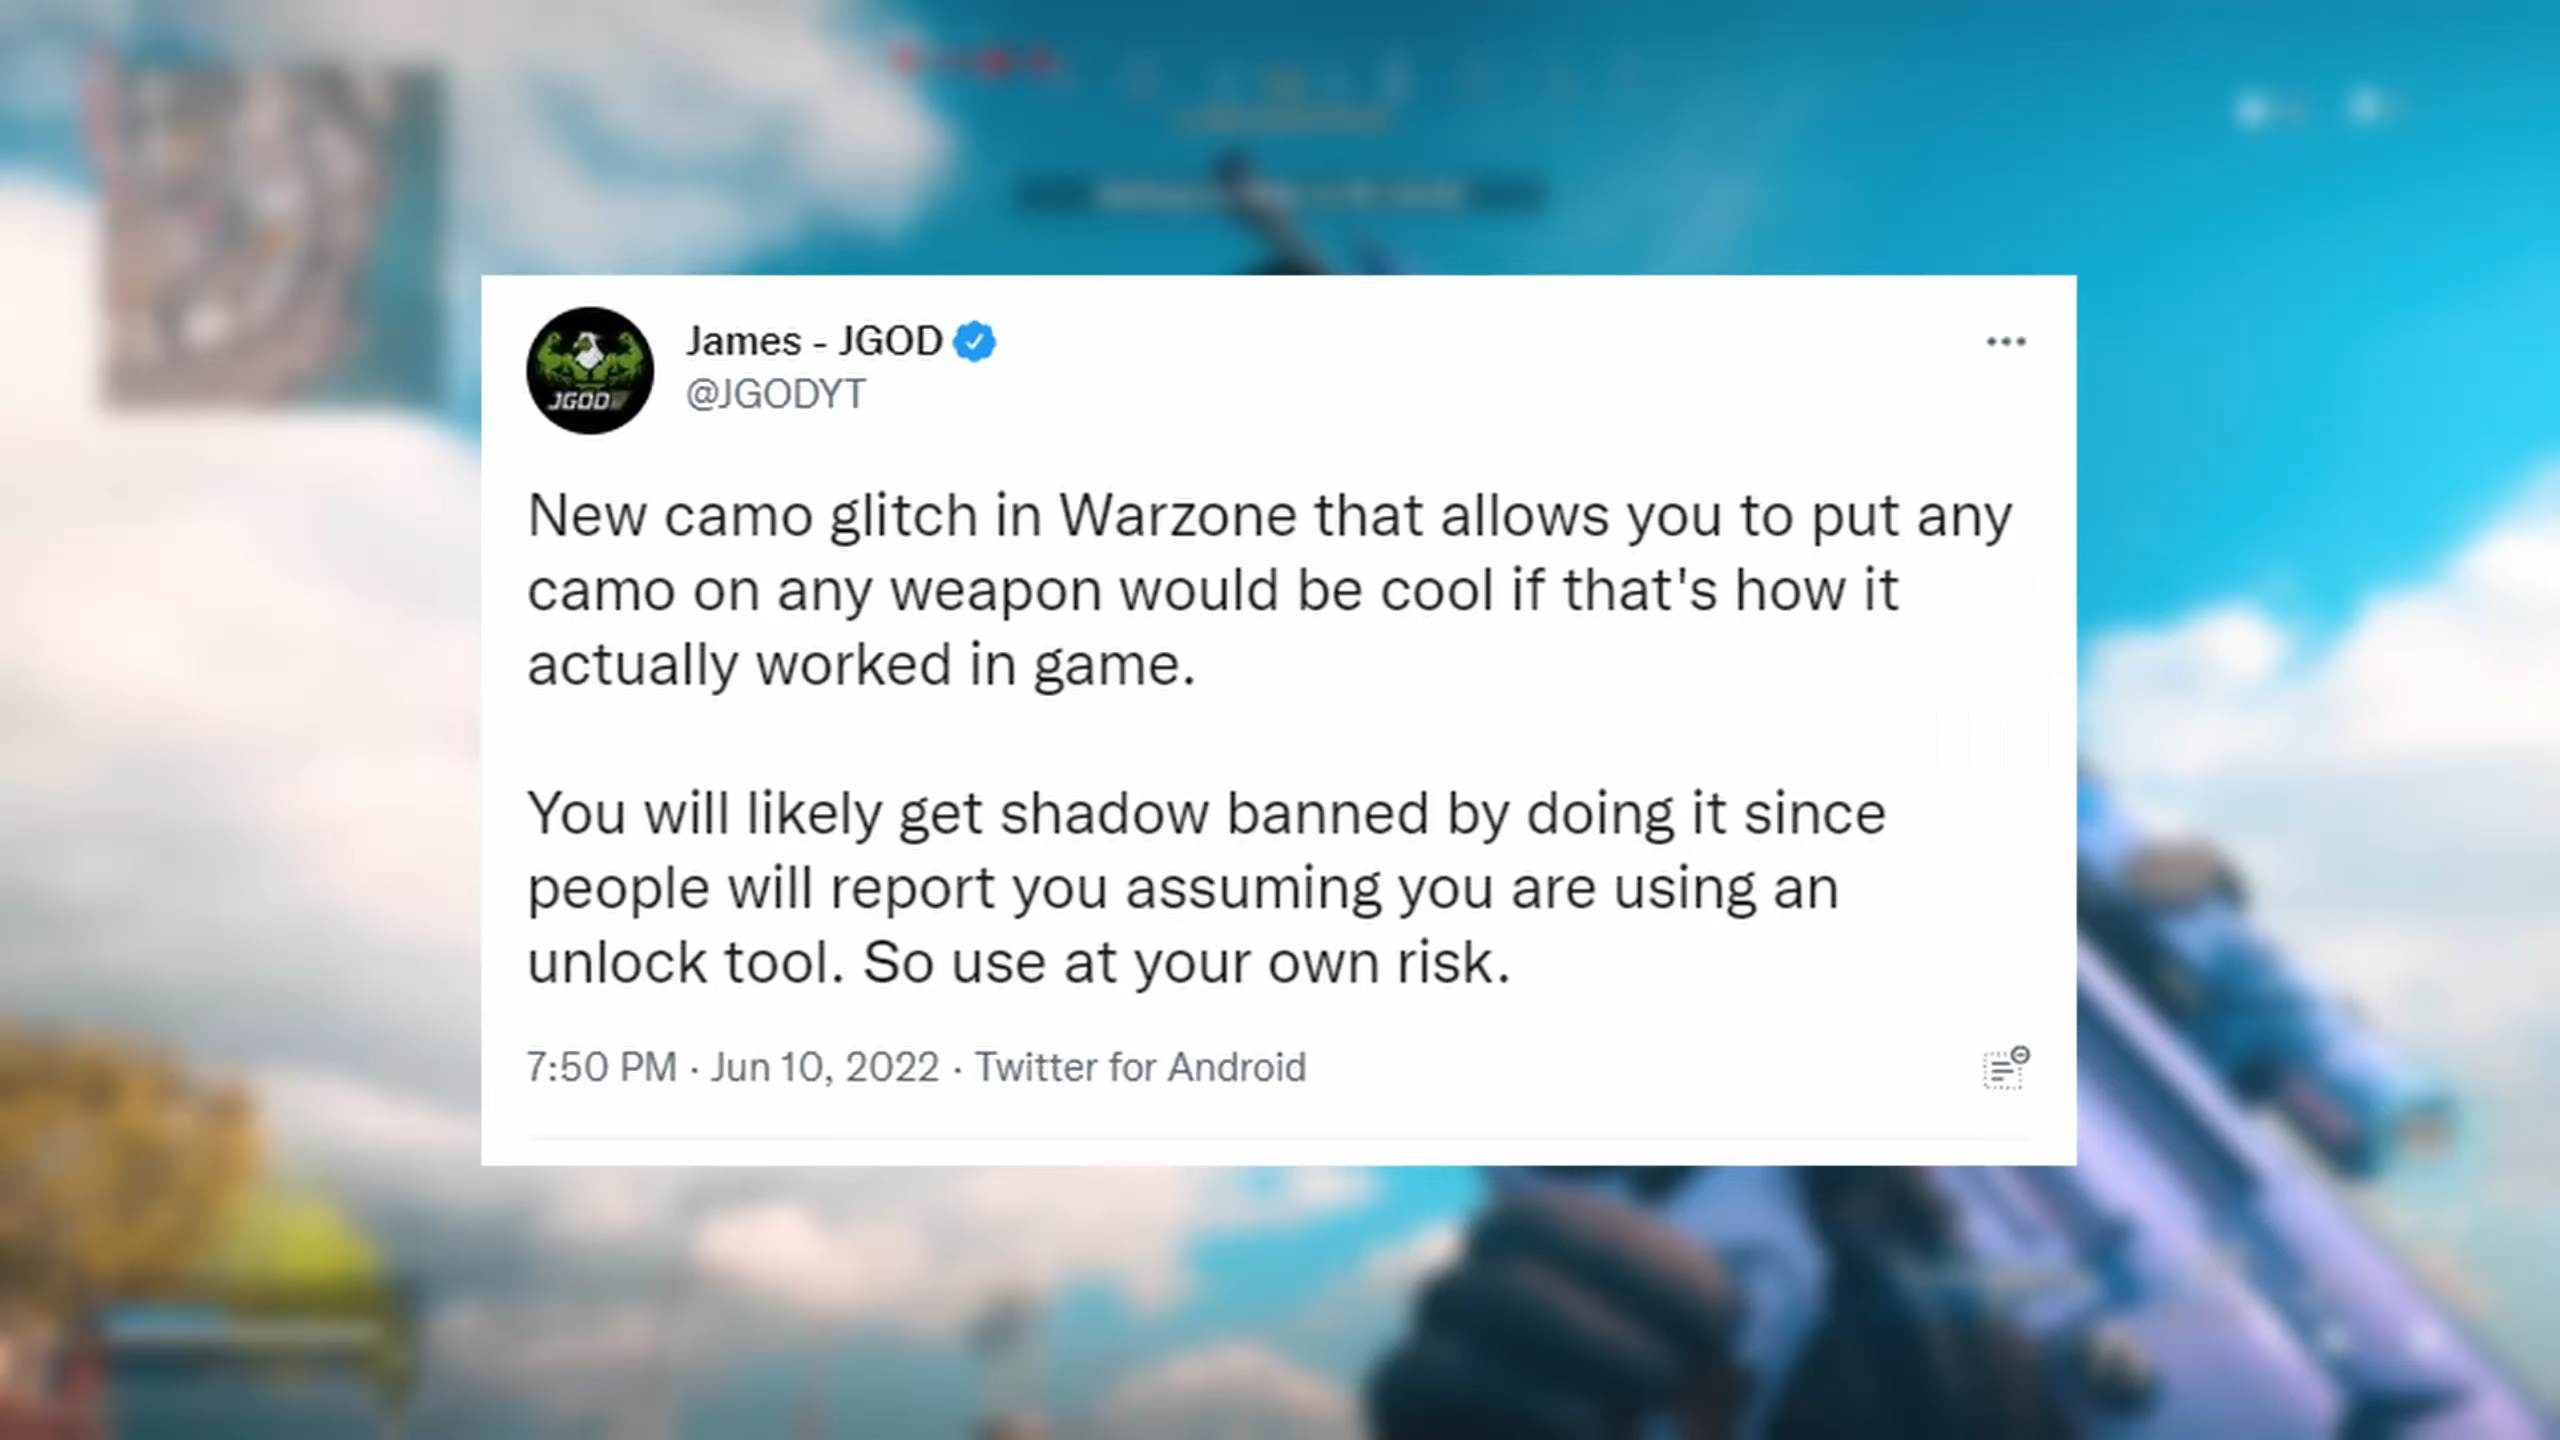 JGOD
James - JGOD
@JGODYT
New camo glitch in Warzone that allows you to put any
camo on any weapon would be cool if that's how it
actually worked in game.
You will likely get shadow banned by doing it since
people will report you assuming you are using an
unlock tool. So use at your own risk.
7:50 PM · Jun 10, 2022 · Twitter for Android